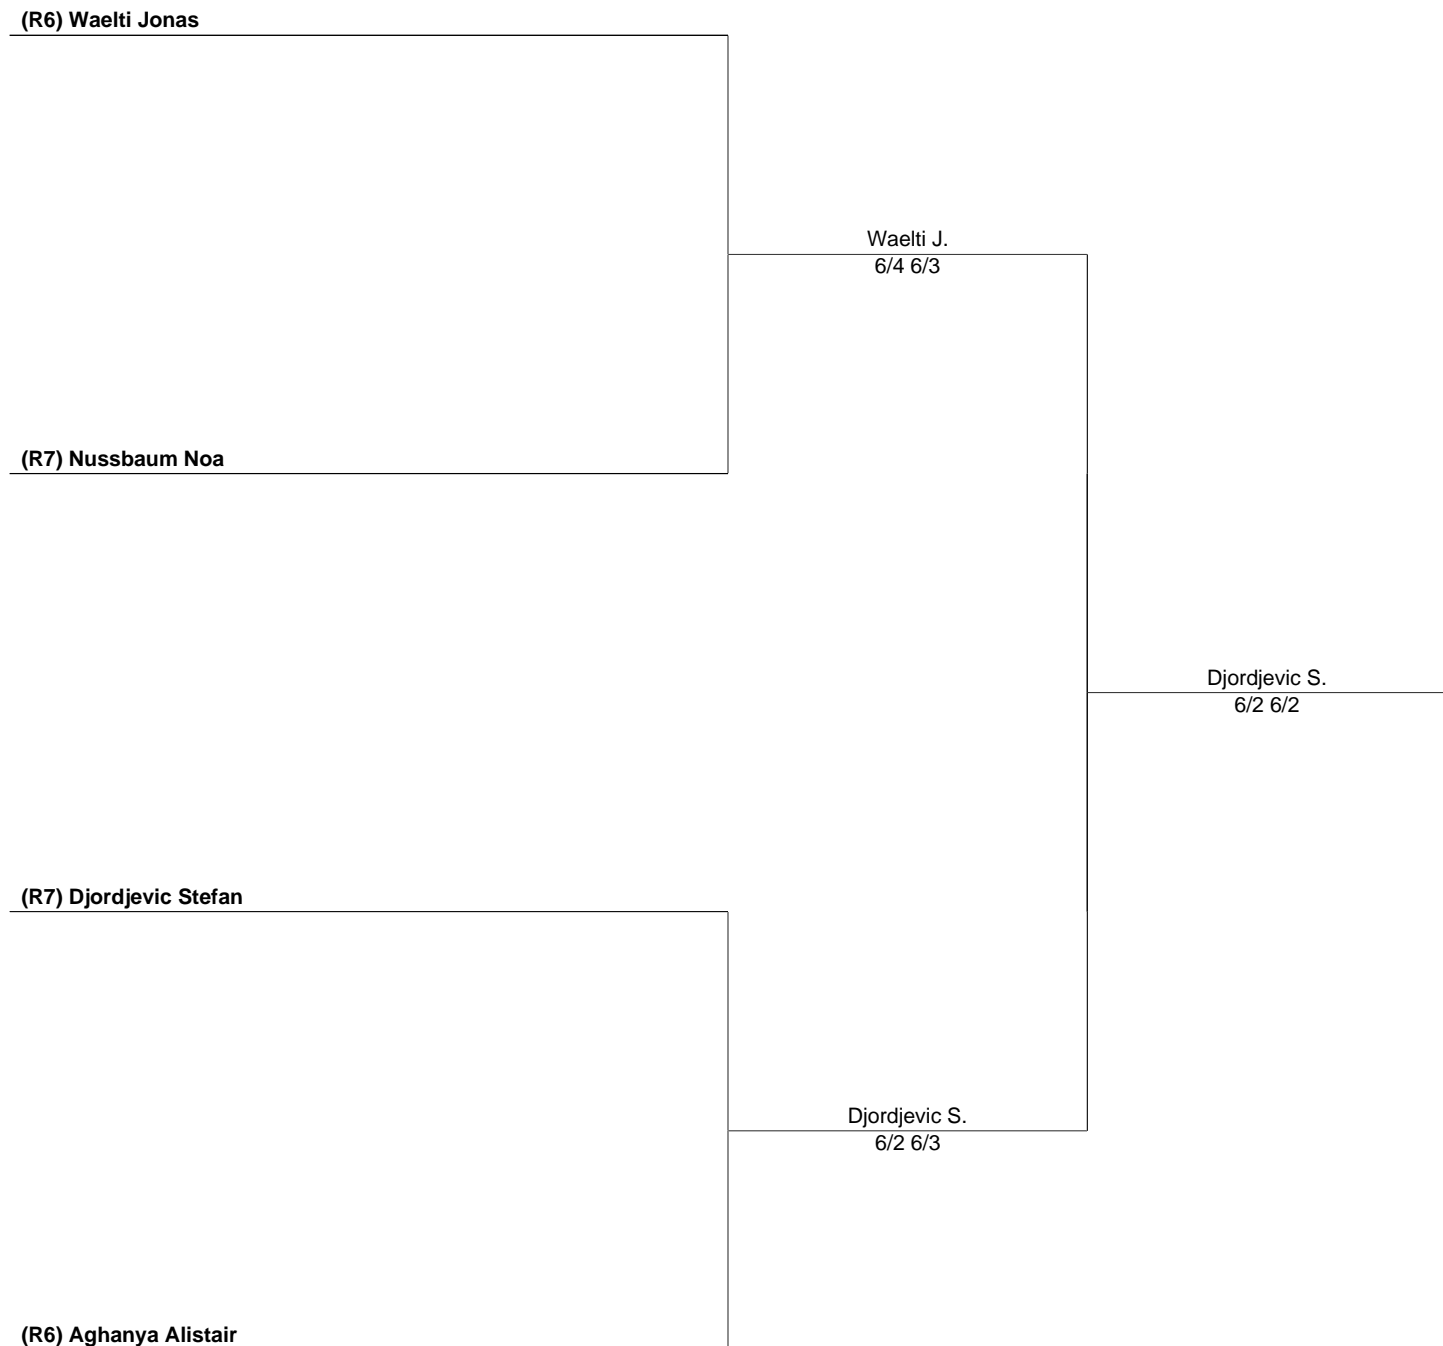 (R6) Waelti Jonas
Waelti J.
6/4 6/3
(R7) Nussbaum Noa
Djordjevic S.
6/2 6/2
(R7) Djordjevic Stefan
Djordjevic S.
6/2 6/3
(R6) Aghanya Alistair